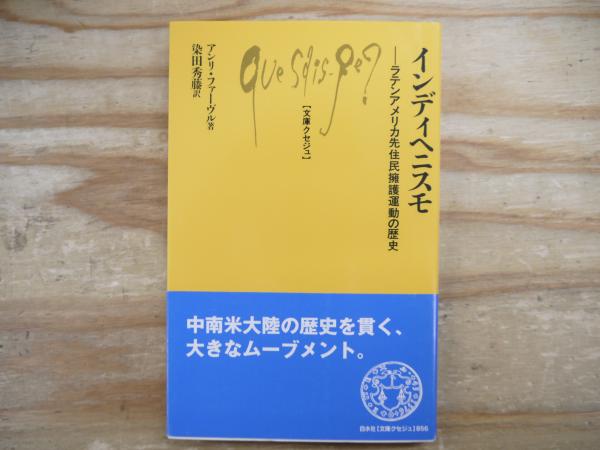 インディヘニスモ
―ラテンアメリカ先住民擁護運動の歴史
Que sais-je?
【文庫クセジュ】
アンリ・ファーヴル著
染田秀藤訳
中南米大陸の歴史を貫く、
大きなムーブメント。
白水社【文庫クセジュ】856